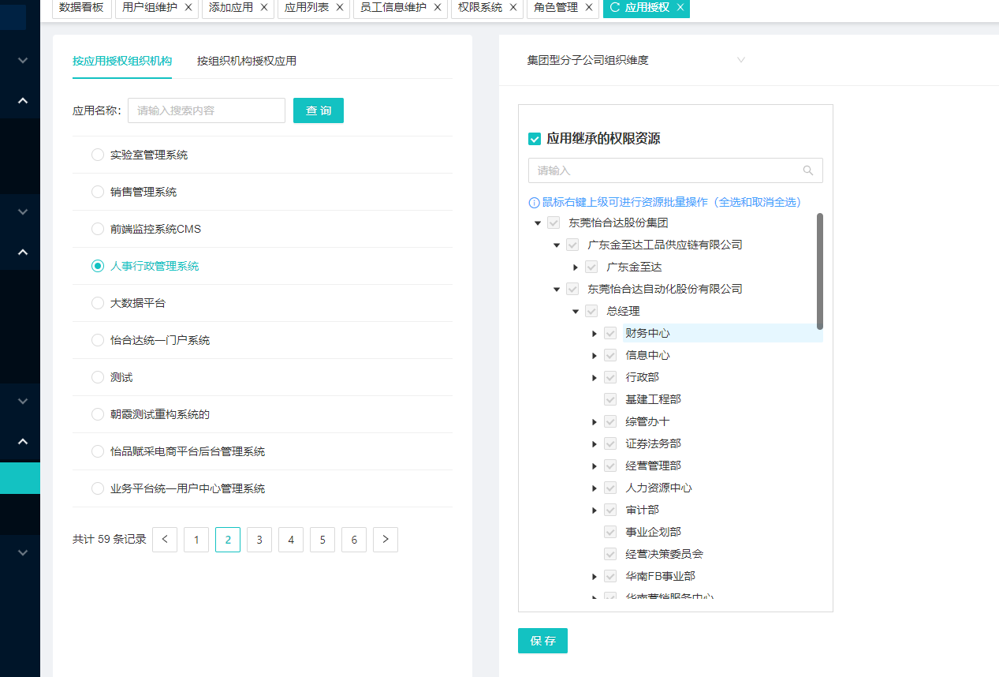 数据看板 用户组维护 添加应用 应用列表 员工信息维护 权限系统 角色管理 应用授权
按应用授权组织机构 按组织机构授权应用
应用名称: 请输入搜索内容 查 询
实验室管理系统
销售管理系统
前端监控系统CMS
人事行政管理系统
大数据平台
怡合达统一门户系统
测试
朝霞测试重构系统的
怡品赋采电商平台后台管理系统
业务平台统一用户中心管理系统
共计 59 条记录 < 1 2 3 4 5 6 >
集团型分子公司组织维度
应用继承的权限资源
请输入
鼠标右键上级可进行资源批量操作（全选和取消全选）
东莞怡合达股份集团
广东金至达工品供应链有限公司
广东金至达
东莞怡合达自动化股份有限公司
总经理
财务中心
信息中心
行政部
基建工程部
综管办十
证券法务部
经营管理部
人力资源中心
审计部
事业企划部
经营决策委员会
华南FB事业部
华南营销服务中心
保 存